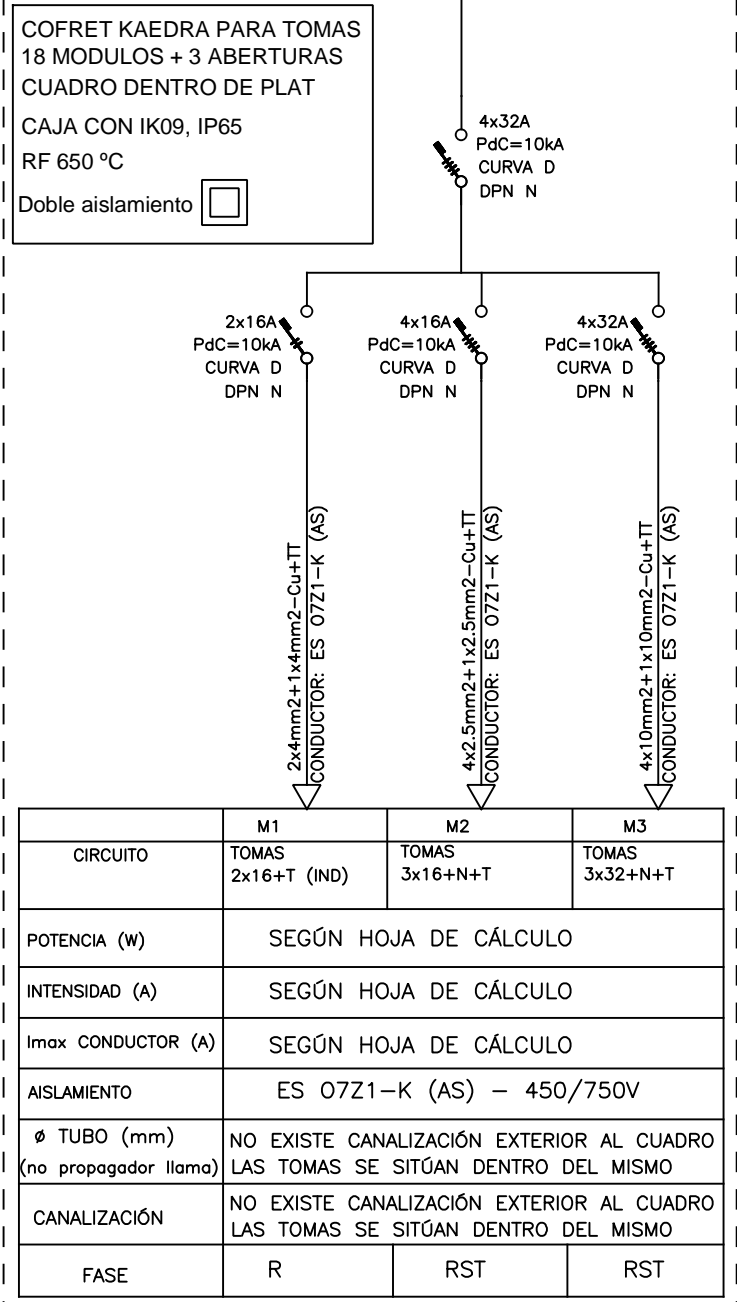 COFRET KAEDRA PARA TOMAS
18 MODULOS + 3 ABERTURAS
CUADRO DENTRO DE PLAT
CAJA CON IK09, IP65
RF 650 ºC
Doble aislamiento
4x32A
PdC=10kA
CURVA D
DPN N
2x16A
PdC=10kA
CURVA D
DPN N
4x16A
PdC=10kA
CURVA D
DPN N
4x32A
PdC=10kA
CURVA D
DPN N
2x4mm2+1x4mm2-Cu+TT
CONDUCTOR: ES 07Z1-K (AS)
4x2.5mm2+1x2.5mm2-Cu+TT
CONDUCTOR: ES 07Z1-K (AS)
4x10mm2+1x10mm2-Cu+TT
CONDUCTOR: ES 07Z1-K (AS)
M1 M2 M3
CIRCUITO
TOMAS
2x16+T (IND)
TOMAS
3x16+N+T
TOMAS
3x32+N+T
POTENCIA (W) SEGÚN HOJA DE CÁLCULO
INTENSIDAD (A) SEGÚN HOJA DE CÁLCULO
Imax CONDUCTOR (A) SEGÚN HOJA DE CÁLCULO
AISLAMIENTO ES 07Z1-K (AS) - 450/750V
ø TUBO (mm)
(no propagador llama)
NO EXISTE CANALIZACIÓN EXTERIOR AL CUADRO
LAS TOMAS SE SITÚAN DENTRO DEL MISMO
CANALIZACIÓN
NO EXISTE CANALIZACIÓN EXTERIOR AL CUADRO
LAS TOMAS SE SITÚAN DENTRO DEL MISMO
FASE R RST RST